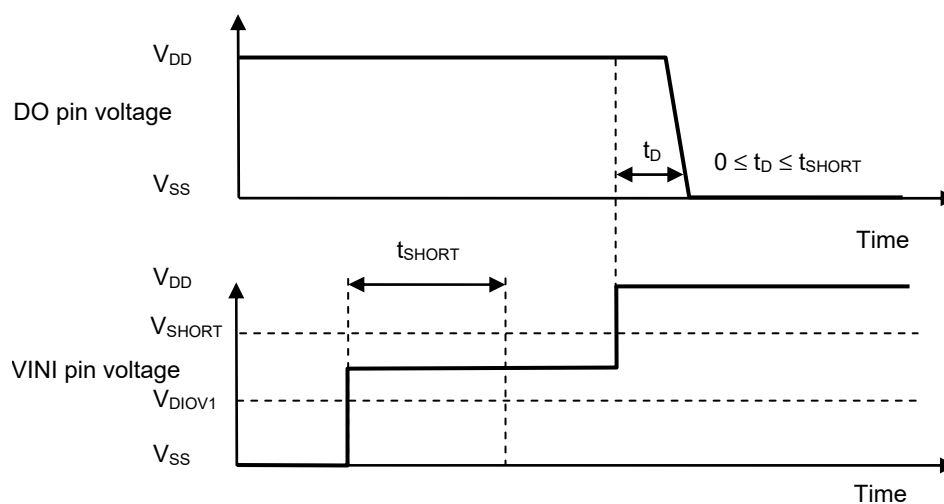 VDD
DO pin voltage
VSS
tD
0 ≤ tD ≤ tSHORT
Time
tSHORT
VDD
VSHORT
VINI pin voltage
VDIOV1
VSS
Time